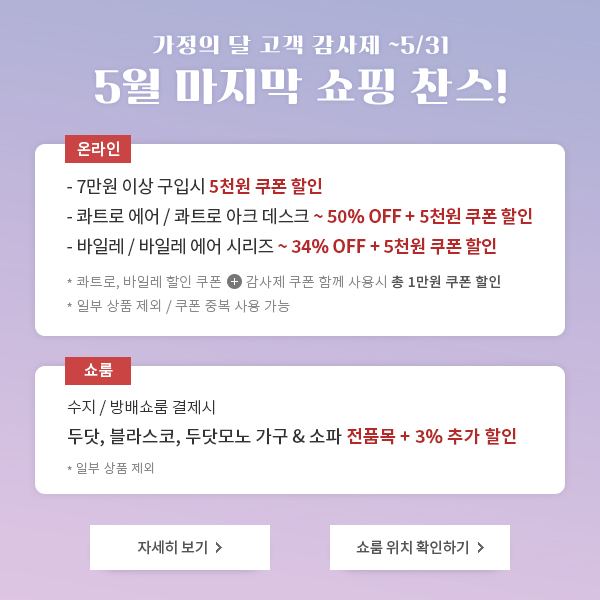 가정의 달 고객 감사제 ~5/31
5월 마지막 쇼핑 찬스!
온라인
- 7만원 이상 구입시 5천원 쿠폰 할인
- 콰트로 에어 / 콰트로 아크 데스크 ~ 50% OFF + 5천원 쿠폰 할인
- 바일레 / 바일레 에어 시리즈 ~ 34% OFF + 5천원 쿠폰 할인
* 콰트로, 바일레 할인 쿠폰 + 감사제 쿠폰 함께 사용시 총 1만원 쿠폰 할인
* 일부 상품 제외 / 쿠폰 중복 사용 가능
쇼룸
수지 / 방배쇼룸 결제시
두닷, 블라스코, 두닷모노 가구 & 소파 전품목 + 3% 추가 할인
* 일부 상품 제외
자세히 보기 >
쇼룸 위치 확인하기 >